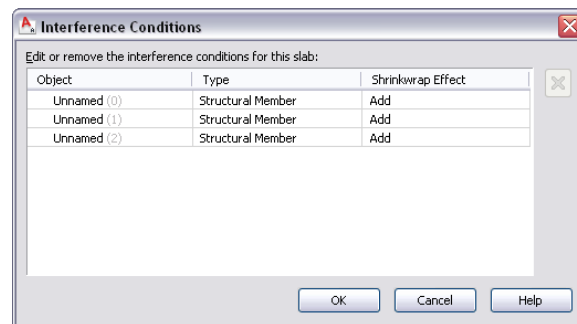 Interference Conditions
Edit or remove the interference conditions for this slab:
Object Type Shrinkwrap Effect
Unnamed (0) Structural Member Add
Unnamed (1) Structural Member Add
Unnamed (2) Structural Member Add
OK Cancel Help